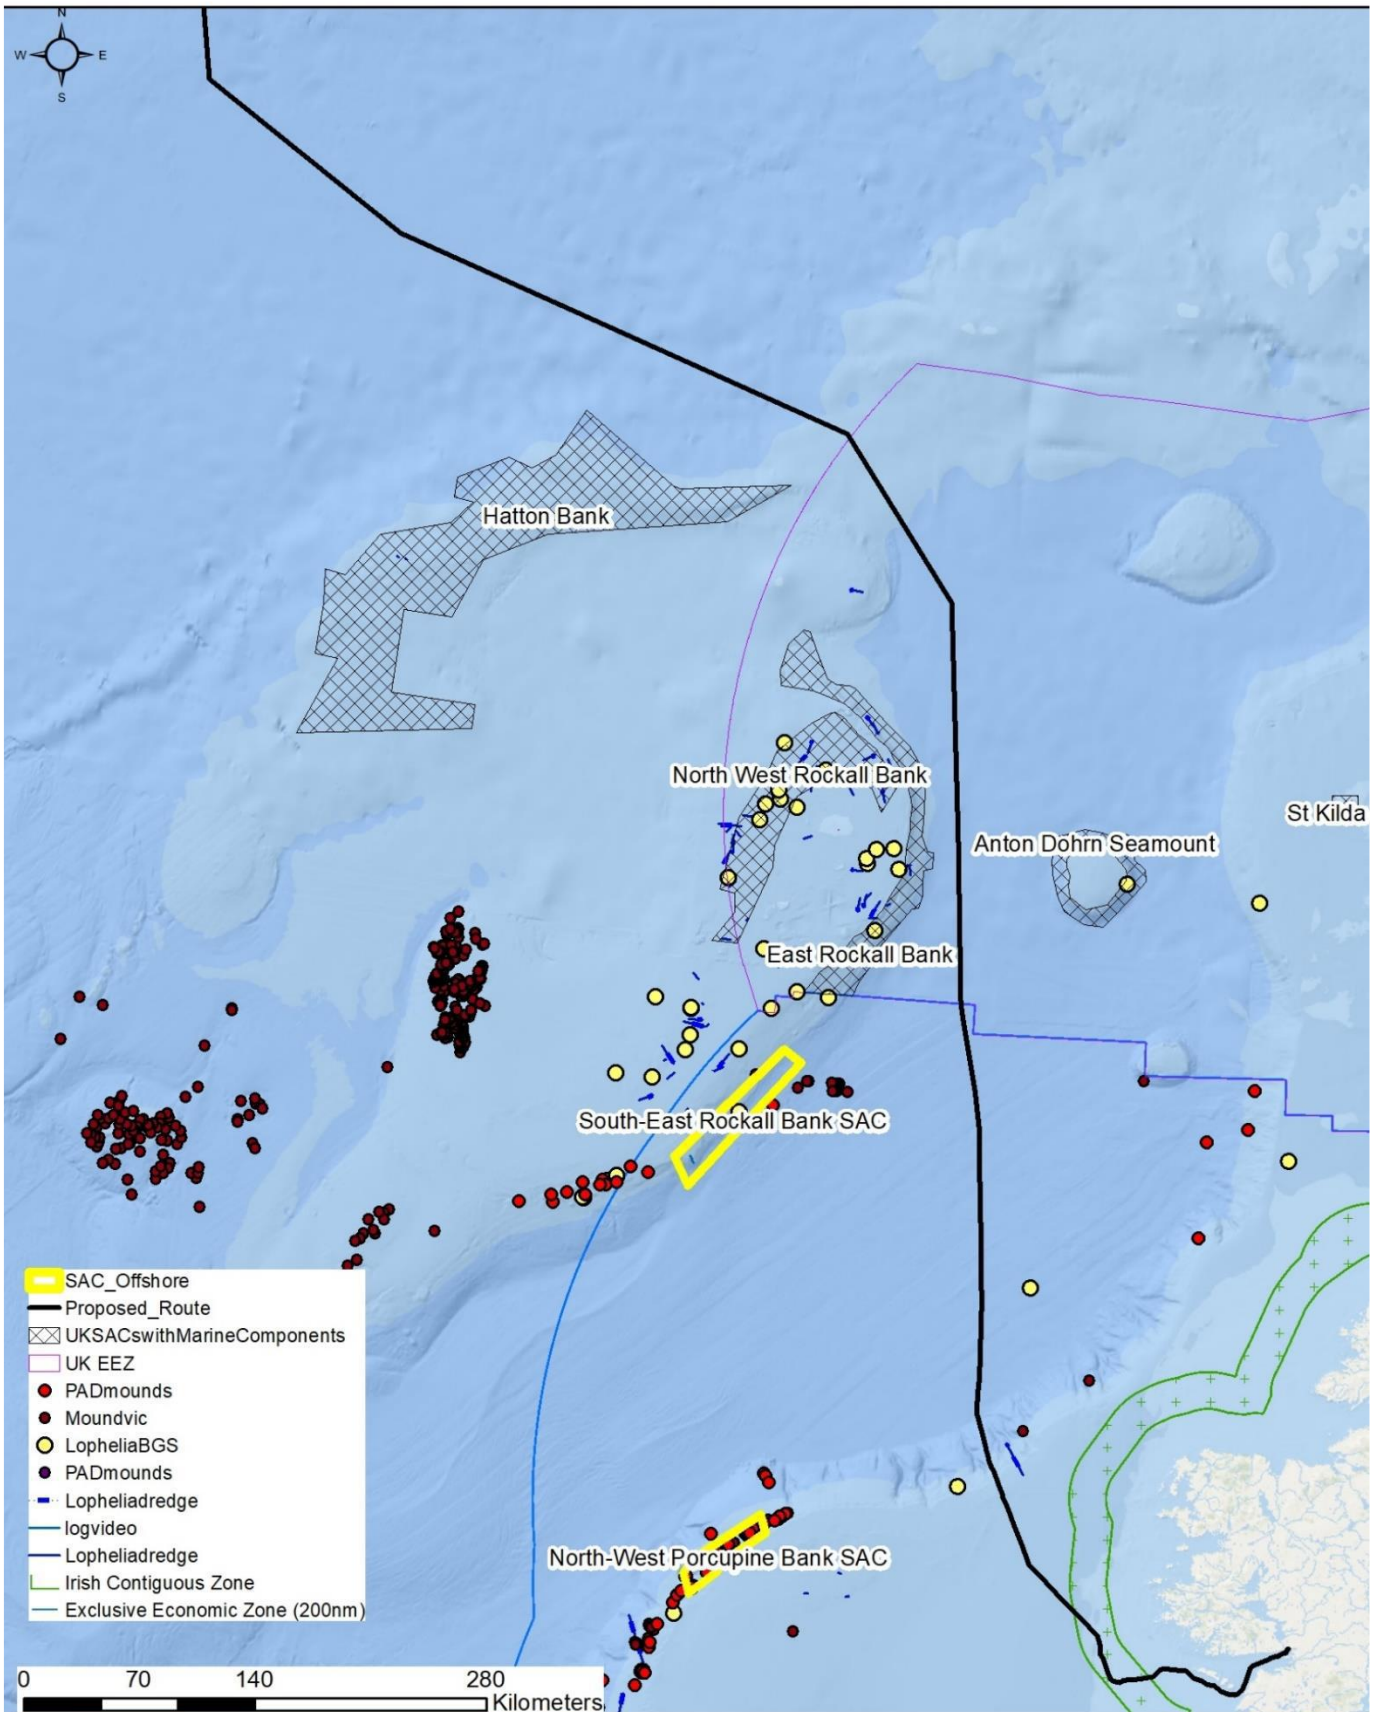 N
W E
S
Hatton Bank
North West Rockall Bank
St Kilda
Anton Dohrn Seamount
East Rockall Bank
South-East Rockall Bank SAC
SAC_Offshore
Proposed_Route
UKSACswithMarineComponents
UK EEZ
PADmounds
Moundvic
LopheliaBGS
PADmounds
Lopheliadredge
logvideo
Lopheliadredge
Irish Contiguous Zone
Exclusive Economic Zone (200nm)
North-West Porcupine Bank SAC
0 70 140 280
Kilometers